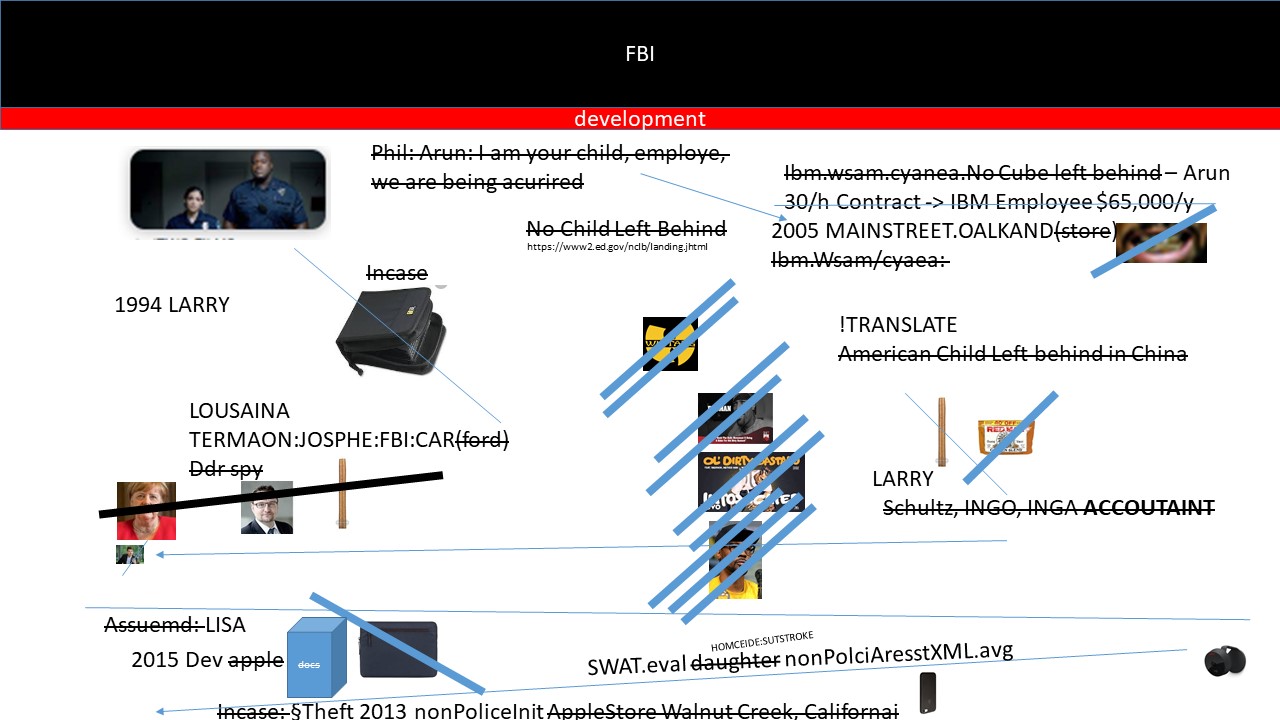 FBI
development
Phil: Arun: I am your child, employe,
we are being acurired
Ibm.wsam.cyanea.No Cube left behind – Arun
30/h Contract -> IBM Employee $65,000/y
2005 MAINSTREET.OALKAND(store)
Ibm.Wsam/cyaea:
No Child Left Behind
https://www2.ed.gov/nclb/landing.jhtml
Incase
1994 LARRY
!TRANSLATE
American Child Left behind in China
LOUSAINA
TERMAON:JOSPHE:FBI:CAR(ford)
Ddr spy
OL' DIRTY
LARRY
Schultz, INGO, INGA ACCOUTAINT
Assuemd: LISA
2015 Dev apple
docs
HOMCEIDE:SUTSTROKE
SWAT.eval daughter nonPolciAresstXML.avg
Incase: §Theft 2013 nonPoliceInit AppleStore Walnut Creek, Californai